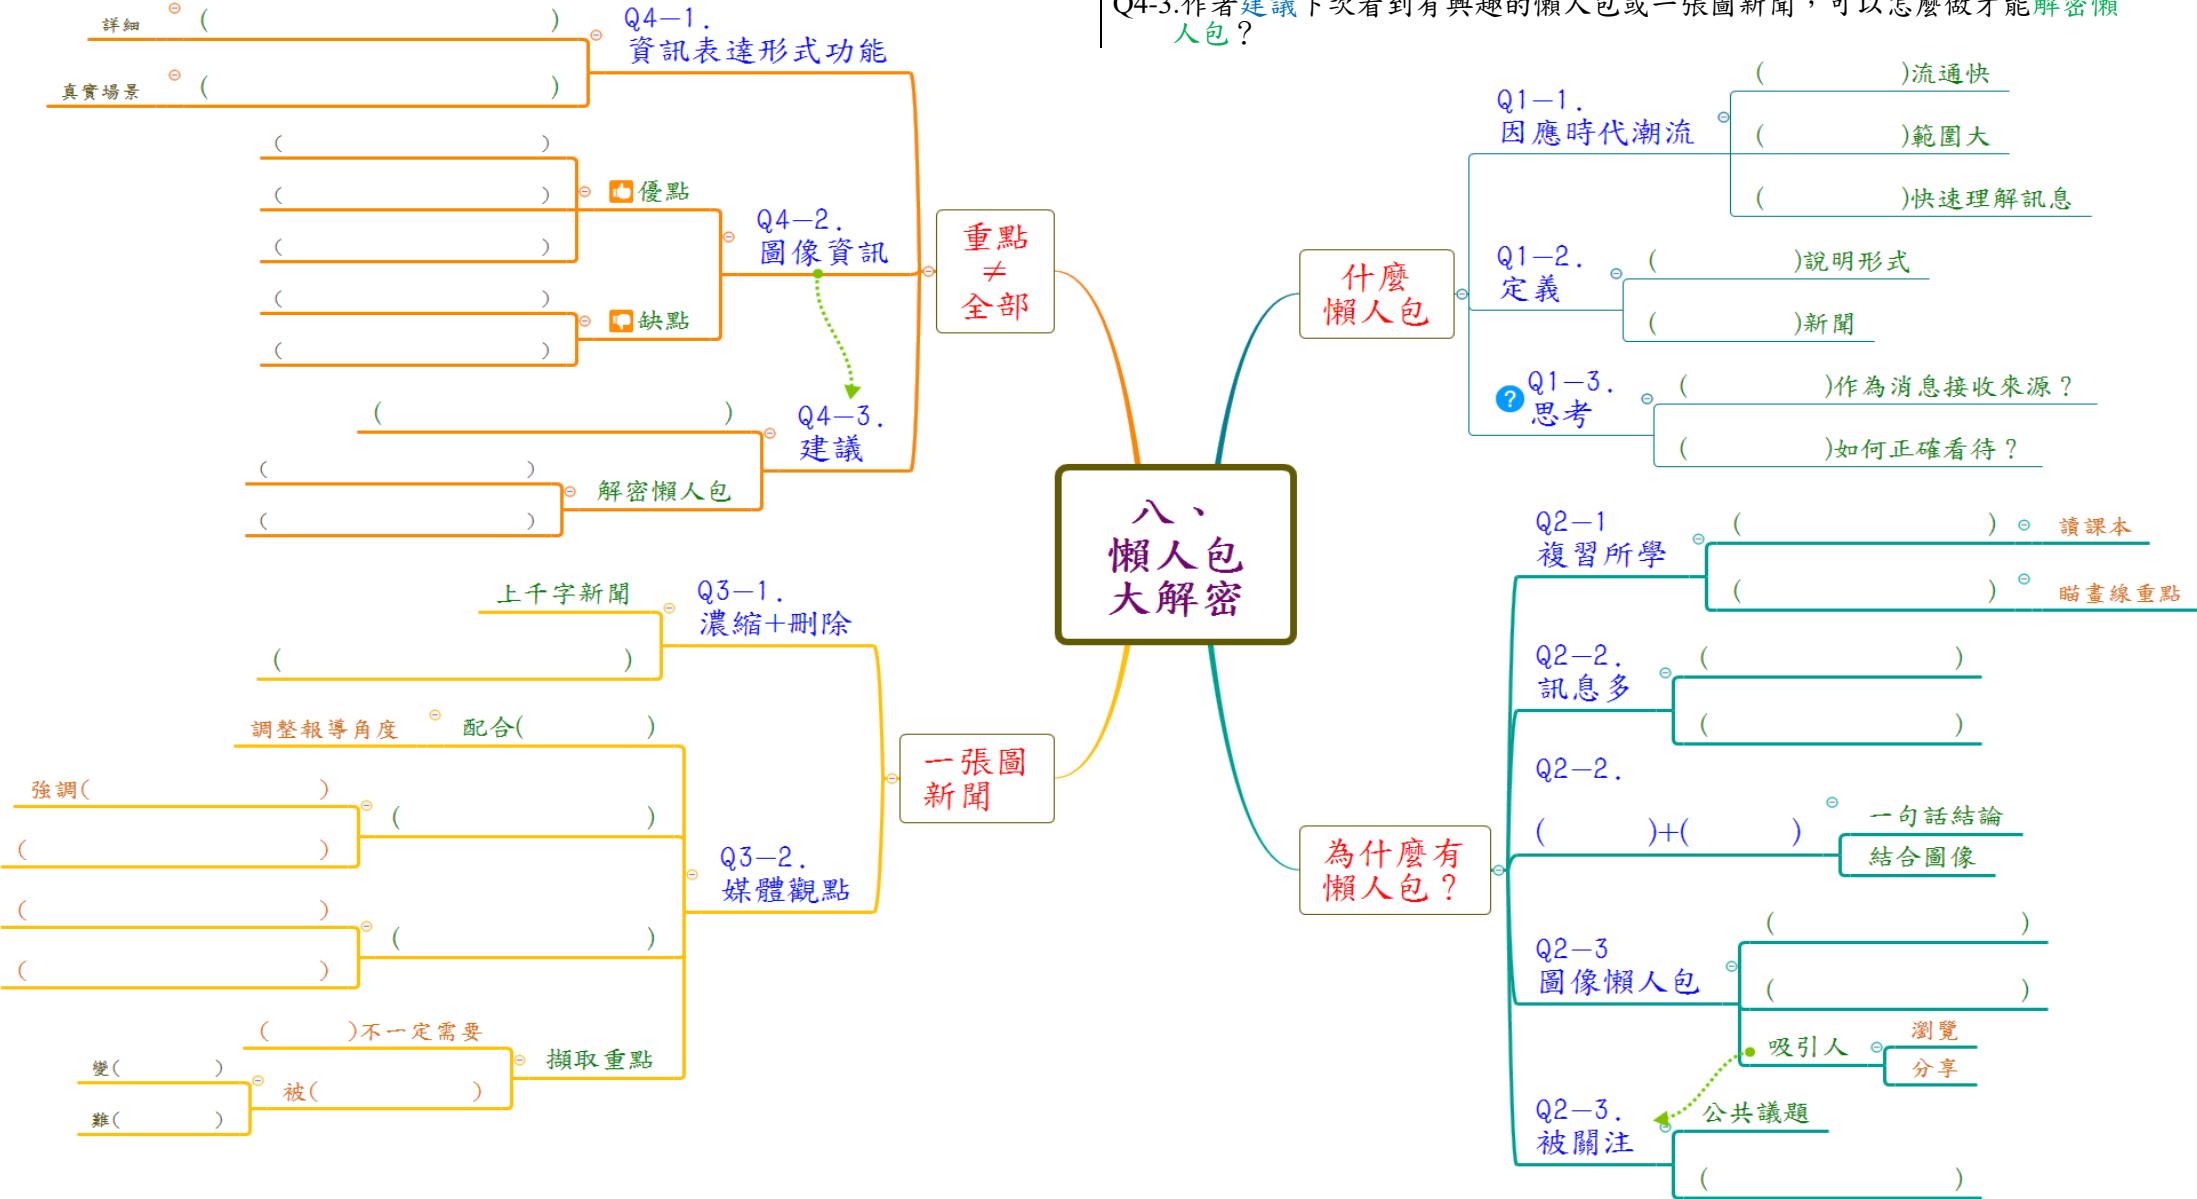 Q4-3.作者建議下次看到有興趣的懶人包或一張圖新聞，可以怎麼做才能解密懶
人包？
八、
懶人包
大解密
什麼
懶人包
Q1－1.
因應時代潮流
(　　　　　)流通快
(　　　　　)範圍大
(　　　　　)快速理解訊息
Q1－2.
定義
(　　　　　)說明形式
(　　　　　)新聞
?
Q1－3.
思考
(　　　　　)作為消息接收來源？
(　　　　　)如何正確看待？
為什麼有
懶人包？
Q2－1
複習所學
(　　　　　　　　　)
讀課本
(　　　　　　　　　)
瞄畫線重點
Q2－2.
訊息多
(　　　　　　　　　)
(　　　　　　　　　)
Q2－2.
(　　　　)+(　　　　)
一句話結論
結合圖像
Q2－3
圖像懶人包
(　　　　　　　　　)
(　　　　　　　　　)
吸引人
瀏覽
分享
Q2－3.
被關注
公共議題
(　　　　　　　　　)
一張圖
新聞
Q3－1.
濃縮+刪除
上千字新聞
(　　　　　　　　　　　　)
Q3－2.
媒體觀點
配合(　　　　　)
調整報導角度
(　　　　　　　　　)
強調(　　　　　　　　　)
(　　　　　　　　　　　)
(　　　　　　　　　)
(　　　　　　　　　　　)
(　　　　　　　　　　　)
擷取重點
(　　　)不一定需要
被(　　　　　　)
變(　　　　　)
難(　　　　　)
重點
≠
全部
Q4－1.
資訊表達形式功能
(　　　　　　　　　　　　　)
詳細
(　　　　　　　　　　　　　)
真實場景
Q4－2.
圖像資訊
優點
(　　　　　　　　　　)
(　　　　　　　　　　)
(　　　　　　　　　　)
缺點
(　　　　　　　　　　)
(　　　　　　　　　　)
Q4－3.
建議
(　　　　　　　　　　　　　)
解密懶人包
(　　　　　　　　　　)
(　　　　　　　　　　)